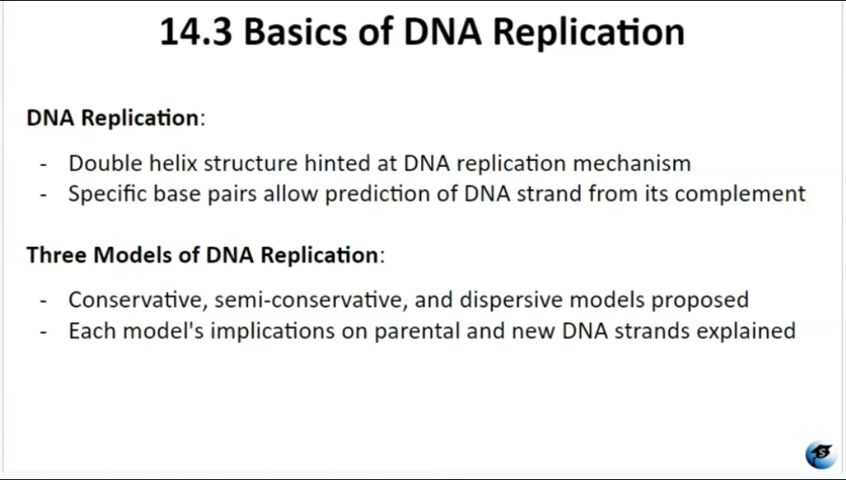 14.3 Basics of DNA Replication
DNA Replication:
- Double helix structure hinted at DNA replication mechanism
- Specific base pairs allow prediction of DNA strand from its complement
Three Models of DNA Replication:
- Conservative, semi-conservative, and dispersive models proposed
- Each model's implications on parental and new DNA strands explained
S